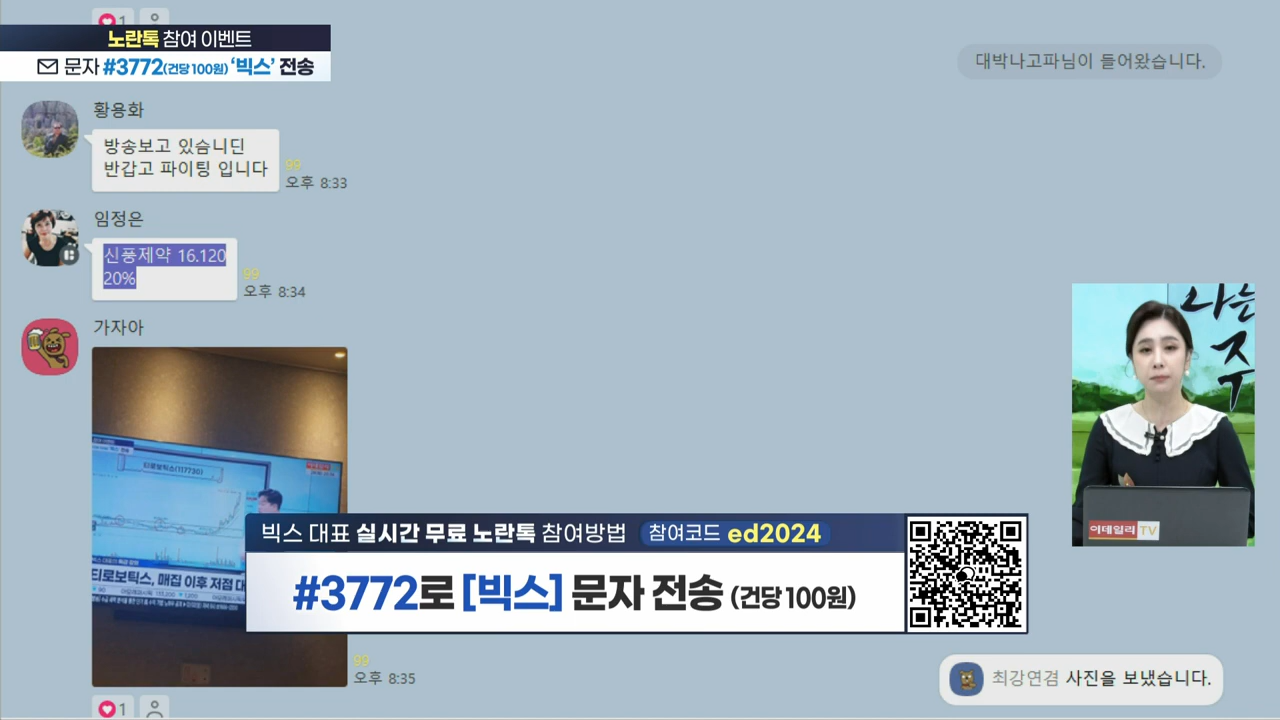 1
노란톡 참여 이벤트
문자 #3772(건당 100원) '빅스' 전송
대박나고파님이 들어왔습니다.
황용화
방송보고 있슴니딘
반갑고 파이팅 입니다
99
오후 8:33
임정은
신풍제약 16.120
20%
99
오후 8:34
가자아
티로보틱스(117730)
티로보틱스, 매집 이후 저점 대
99
오후 8:35
1
빅스 대표 실시간 무료 노란톡 참여방법 참여코드 ed2024
#3772로 [빅스] 문자 전송 (건당 100원)
나는
주
이데일리 TV
최강연겸 사진을 보냈습니다.